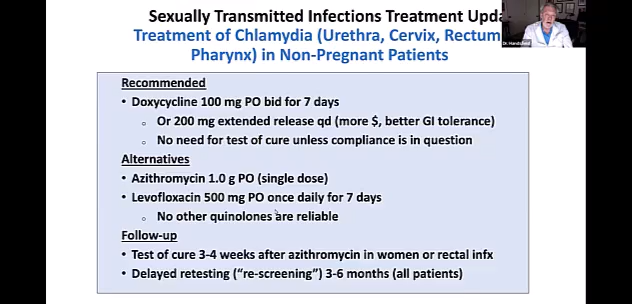 Sexually Transmitted Infections Treatment Upda
Treatment of Chlamydia (Urethra, Cervix, Rectum
Pharynx) in Non-Pregnant Patients
Recommended
• Doxycycline 100 mg PO bid for 7 days
o Or 200 mg extended release qd (more $, better GI tolerance)
o No need for test of cure unless compliance is in question
Alternatives
• Azithromycin 1.0 g PO (single dose)
• Levofloxacin 500 mg PO once daily for 7 days
o No other quinolones are reliable
Follow-up
• Test of cure 3-4 weeks after azithromycin in women or rectal infx
• Delayed retesting (“re-screening”) 3-6 months (all patients)